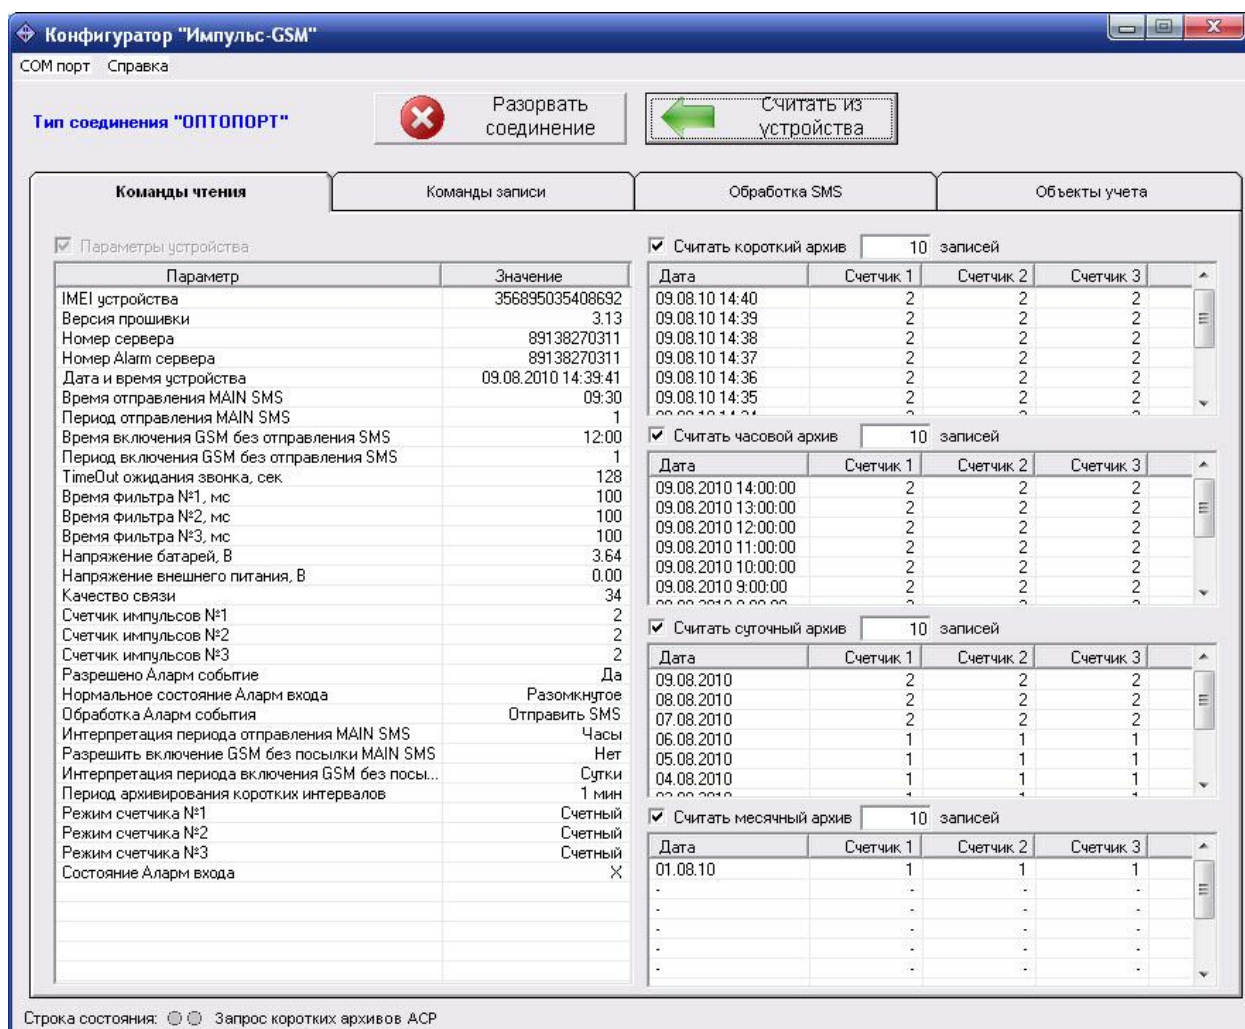 Конфигуратор "Импульс-GSM"
COM порт Справка
Тип соединения "ОПТОПОРТ"
Разорвать соединение
Считать из устройства
Команды чтения Команды записи Обработка SMS Объекты учета
Параметры устройства
Параметр Значение
IMEI устройства 356895035408692
Версия прошивки 3.13
Номер сервера 89138270311
Номер Alarm сервера 89138270311
Дата и время устройства 09.08.2010 14:39:41
Время отправления MAIN SMS 09:30
Период отправления MAIN SMS 1
Время включения GSM без отправления SMS 12:00
Период включения GSM без отправления SMS 1
TimeOut ожидания звонка, сек 128
Время фильтра №1, мс 100
Время фильтра №2, мс 100
Время фильтра №3, мс 100
Напряжение батарей, В 3.64
Напряжение внешнего питания, В 0.00
Качество связи 34
Счетчик импульсов №1 2
Счетчик импульсов №2 2
Счетчик импульсов №3 2
Разрешено Аларм событие Да
Нормальное состояние Аларм входа Разомкнутое
Обработка Аларм события Отправить SMS
Интерпретация периода отправления MAIN SMS Часы
Разрешить включение GSM без посылки MAIN SMS Нет
Интерпретация периода включения GSM без посы... Сутки
Период архивирования коротких интервалов 1 мин
Режим счетчика №1 Счетный
Режим счетчика №2 Счетный
Режим счетчика №3 Счетный
Состояние Аларм входа X
Считать короткий архив 10 записей
Дата Счетчик 1 Счетчик 2 Счетчик 3
09.08.10 14:40 2 2 2
09.08.10 14:39 2 2 2
09.08.10 14:38 2 2 2
09.08.10 14:37 2 2 2
09.08.10 14:36 2 2 2
09.08.10 14:35 2 2 2
Считать часовой архив 10 записей
Дата Счетчик 1 Счетчик 2 Счетчик 3
09.08.2010 14:00:00 2 2 2
09.08.2010 13:00:00 2 2 2
09.08.2010 12:00:00 2 2 2
09.08.2010 11:00:00 2 2 2
09.08.2010 10:00:00 2 2 2
09.08.2010 9:00:00 2 2 2
Считать суточный архив 10 записей
Дата Счетчик 1 Счетчик 2 Счетчик 3
09.08.2010 2 2 2
08.08.2010 2 2 2
07.08.2010 2 2 2
06.08.2010 1 1 1
05.08.2010 1 1 1
04.08.2010 1 1 1
Считать месячный архив 10 записей
Дата Счетчик 1 Счетчик 2 Счетчик 3
01.08.10 1 1 1
- - - -
- - - -
- - - -
- - - -
- - - -
Строка состояния: Запрос коротких архивов ACP